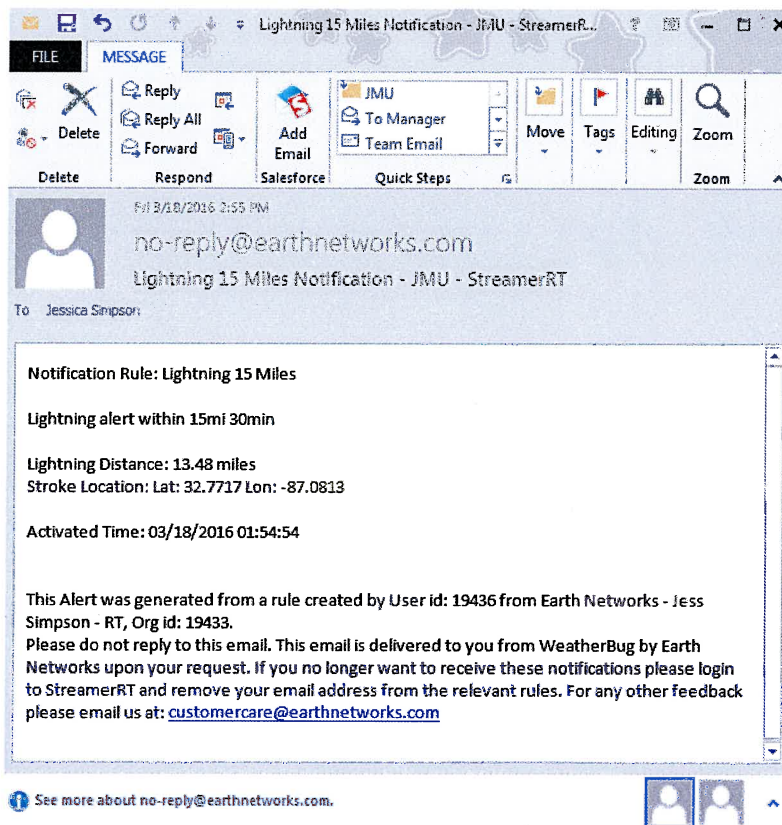 Lightning 15 Miles Notification - JMU - StreamerR...
FILE MESSAGE
Delete
Reply
Reply All
Forward
Add Email
JMU
To Manager
Team Email
Move
Tags
Editing
Zoom
Delete Respond Salesforce Quick Steps Zoom
Fri 3/18/2016 2:55 PM
no-reply@earthnetworks.com
Lightning 15 Miles Notification - JMU - StreamerRT
To Jessica Simpson
Notification Rule: Lightning 15 Miles
Lightning alert within 15mi 30min
Lightning Distance: 13.48 miles
Stroke Location: Lat: 32.7717 Lon: -87.0813
Activated Time: 03/18/2016 01:54:54
This Alert was generated from a rule created by User id: 19436 from Earth Networks - Jess
Simpson - RT, Org id: 19433.
Please do not reply to this email. This email is delivered to you from WeatherBug by Earth
Networks upon your request. If you no longer want to receive these notifications please login
to StreamerRT and remove your email address from the relevant rules. For any other feedback
please email us at: customercare@earthnetworks.com
See more about no-reply@earthnetworks.com.